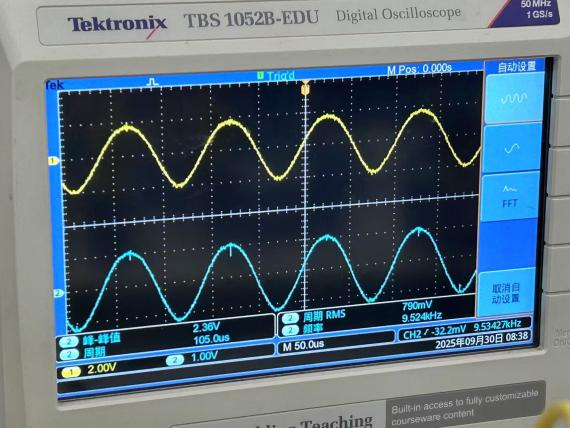 Tektronix TBS 1052B-EDU Digital Oscilloscope
50 MHz
1 GS/s
Tek
Trig'd
M Pos: 0.000s
自动设置
1
2
FFT
取消自
动设置
2 峰-峰值 2.36V
2 周期 105.0us
2 周期 RMS 790mV
2 频率 9.524kHz
1 2.00V
2 1.00V
M 50.0us
CH2 -32.2mV 9.53427kHz
2025年09月30日 08:38
Teaching
Built-in access to fully customizable
courseware content